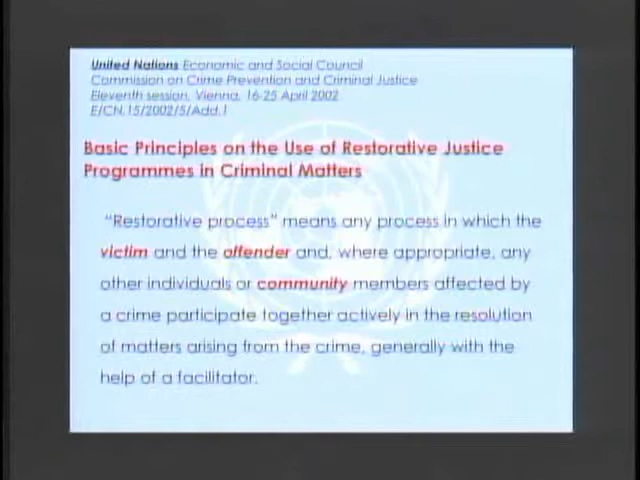 United Nations Economic and Social Council
Commission on Crime Prevention and Criminal Justice
Eleventh session, Vienna, 16-25 April 2002
E/CN.15/2002/5/Add.1
Basic Principles on the Use of Restorative Justice
Programmes in Criminal Matters
“Restorative process” means any process in which the
victim and the offender and, where appropriate, any
other individuals or community members affected by
a crime participate together actively in the resolution
of matters arising from the crime, generally with the
help of a facilitator.